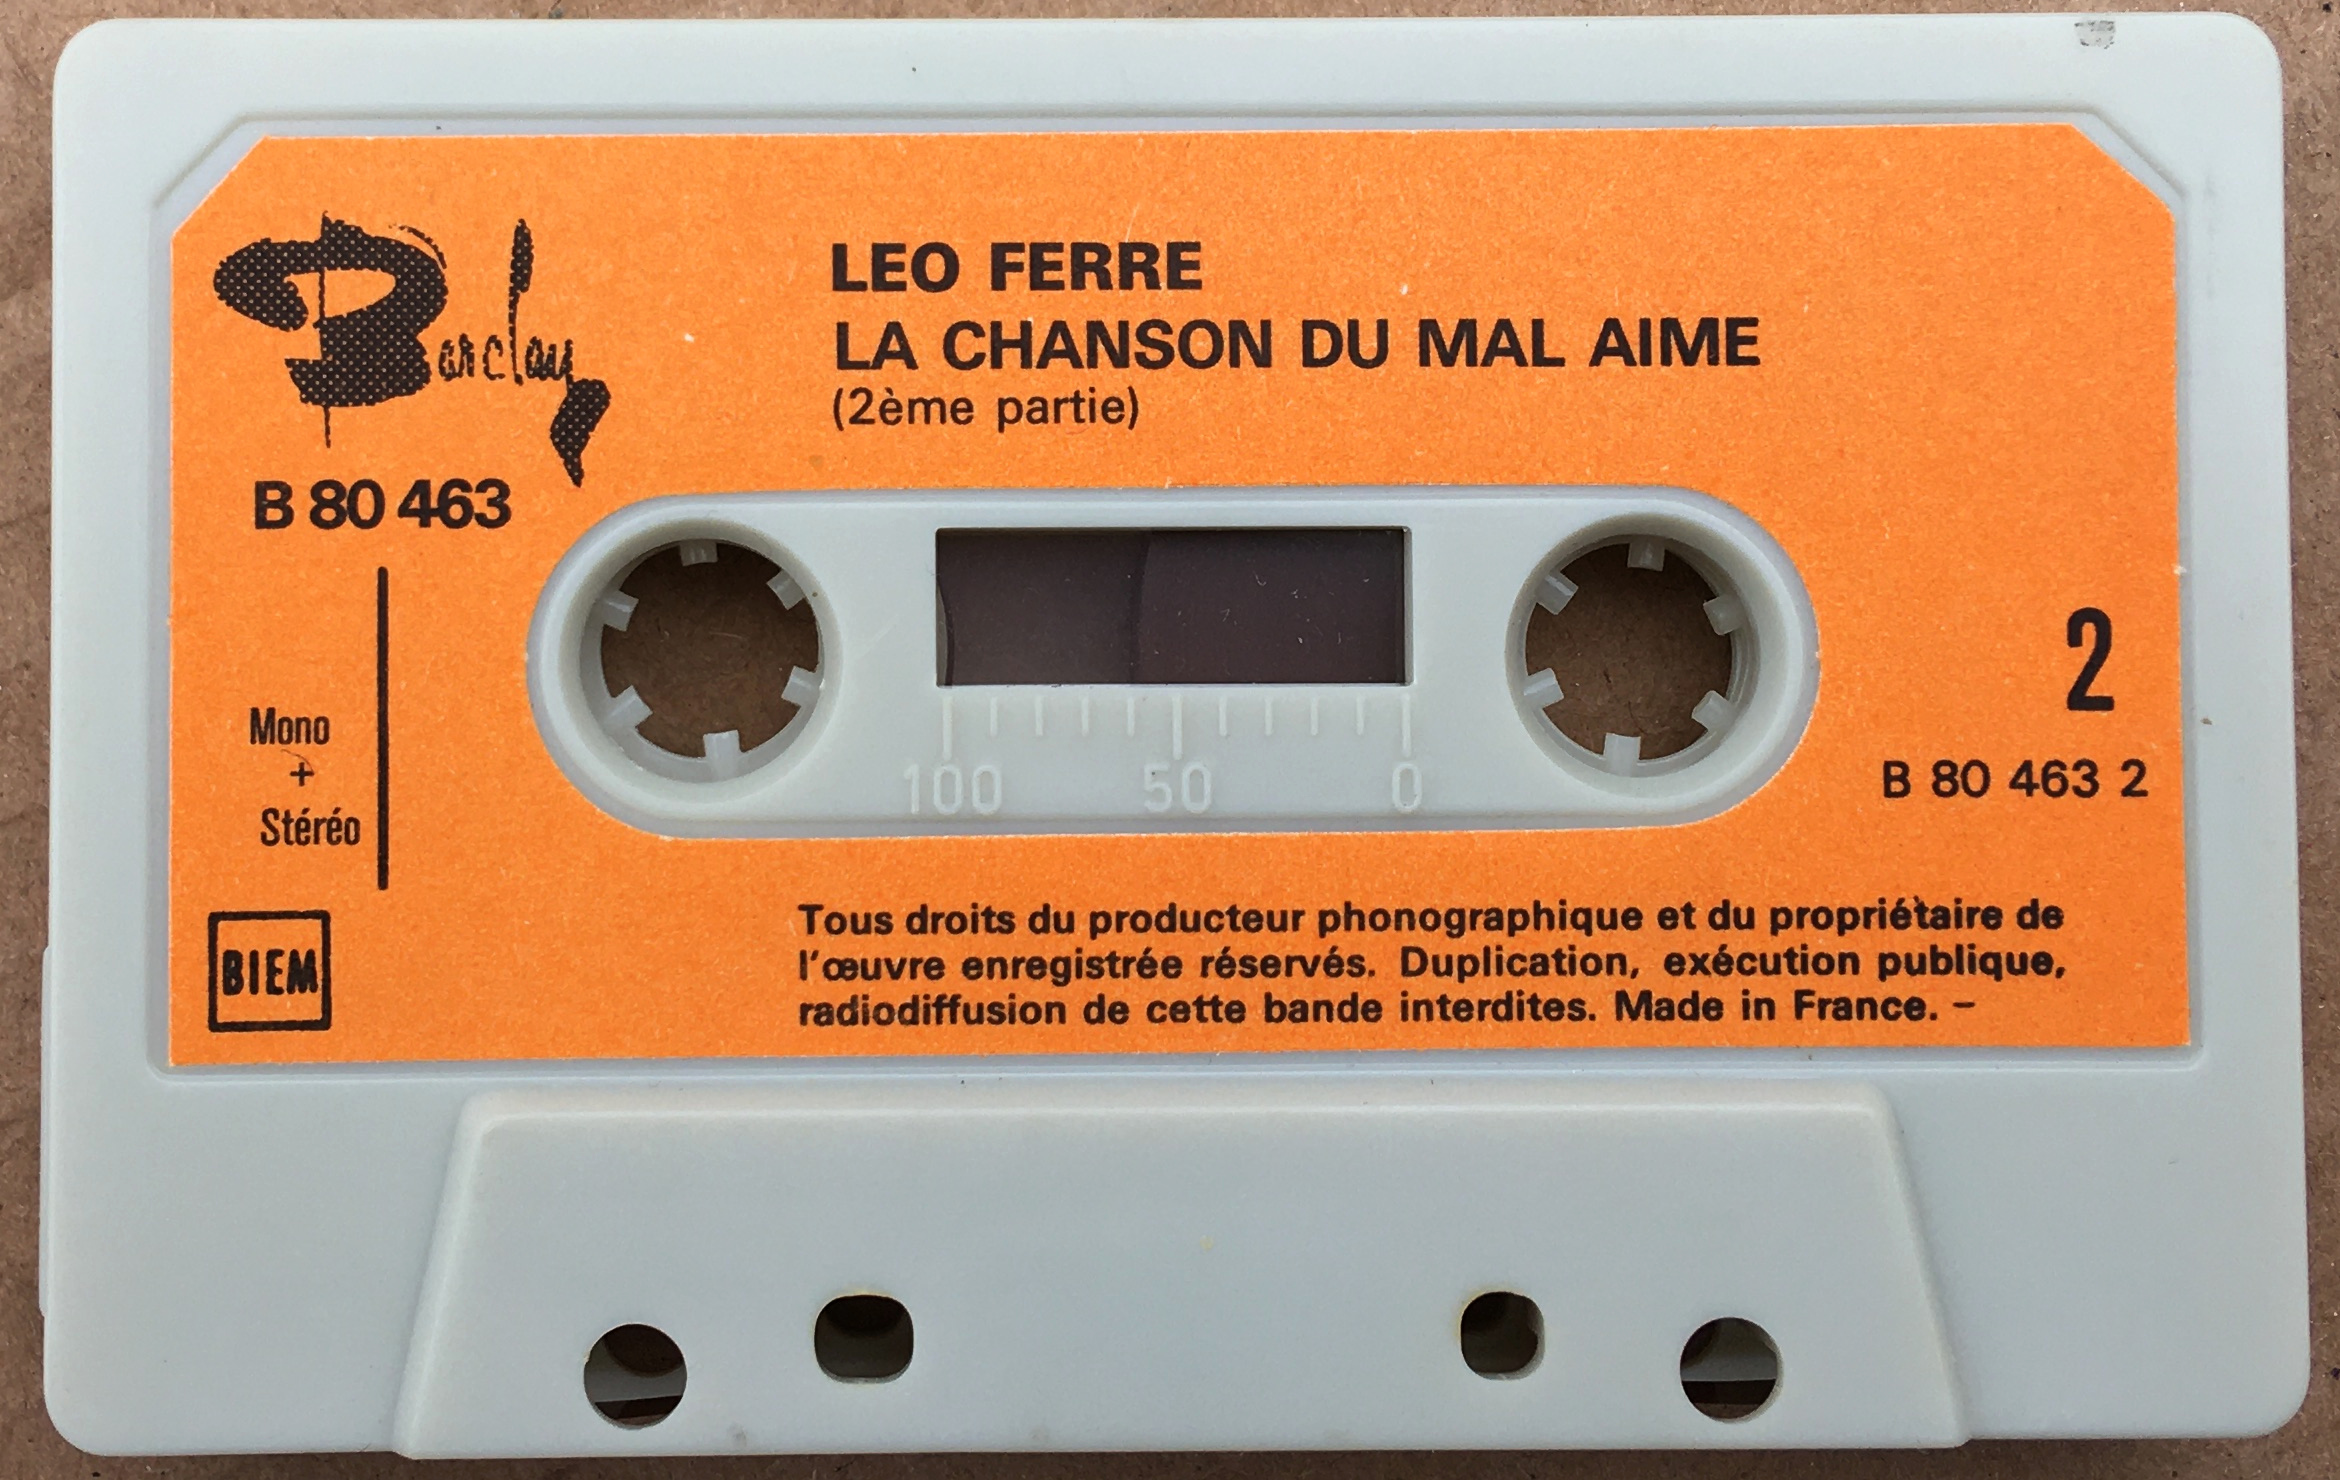 Barclay
LEO FERRE
LA CHANSON DU MAL AIME
(2ème partie)
B 80 463
Mono
+
Stéréo
100 50 0
2
B 80 463 2
BIEM
Tous droits du producteur phonographique et du propriétaire de
l'œuvre enregistrée réservés. Duplication, exécution publique,
radiodiffusion de cette bande interdites. Made in France. –